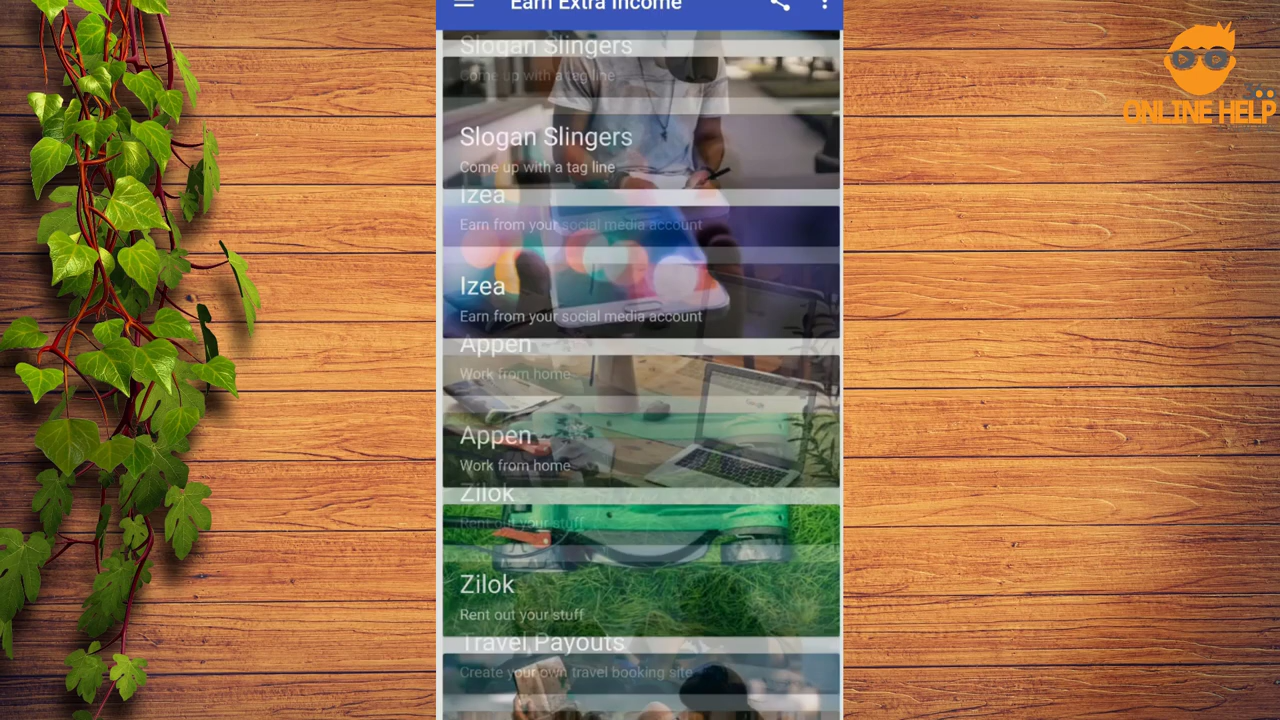 Earn Extra Income
ONLINE HELP
Slogan Slingers
Come up with a tag line
Slogan Slingers
Come up with a tag line
Izea
Earn from your social media account
Izea
Earn from your social media account
Appen
Work from home
Appen
Work from home
Zilok
Rent out your stuff
Zilok
Rent out your stuff
Travel Payouts
Create your own travel booking site